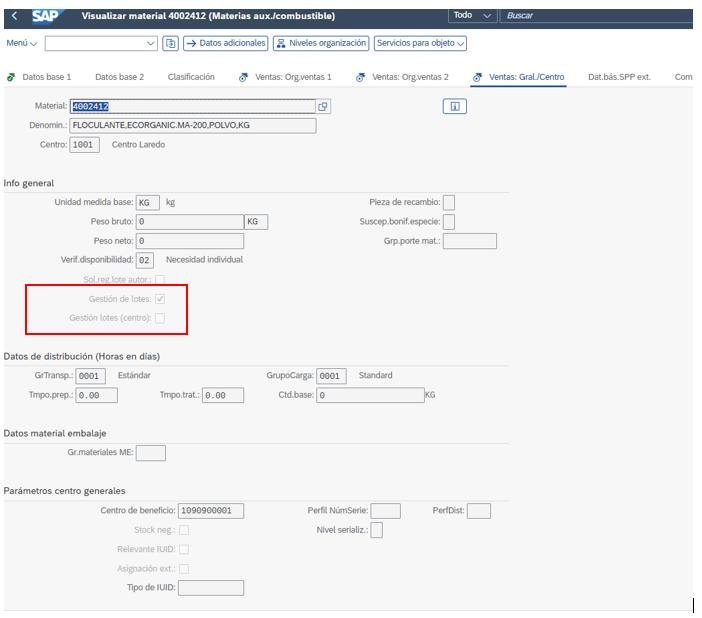 SAP Visualizar material 4002412 (Materias aux./combustible) Todo Buscar
Menú Datos adicionales Niveles organización Servicios para objeto
Datos base 1 Datos base 2 Clasificación Ventas: Org.ventas 1 Ventas: Org.ventas 2 Ventas: Gral./Centro Dat.bás.SPP ext. Com
Material: 4002412
Denomin.: FLOCULANTE,ECORGANIC.MA-200,POLVO,KG
Centro: 1001 Centro Laredo
Info general
Unidad medida base: KG kg Pieza de recambio:
Peso bruto: 0 KG Suscep.bonif.especie:
Peso neto: 0 Grp.porte mat.:
Verif.disponibilidad: 02 Necesidad individual
Sol.reg.lote autor.:
Gestión de lotes:
Gestión lotes (centro):
Datos de distribución (Horas en días)
GrTransp.: 0001 Estándar GrupoCarga: 0001 Standard
Tmpo.prep.: 0.00 Tmpo.trat.: 0.00 Ctd.base: 0 KG
Datos material embalaje
Gr.materiales ME:
Parámetros centro generales
Centro de beneficio: 1090900001 Perfil NúmSerie: PerfDist:
Stock neg.: Nivel serializ.:
Relevante IUID:
Asignación ext.:
Tipo de IUID: